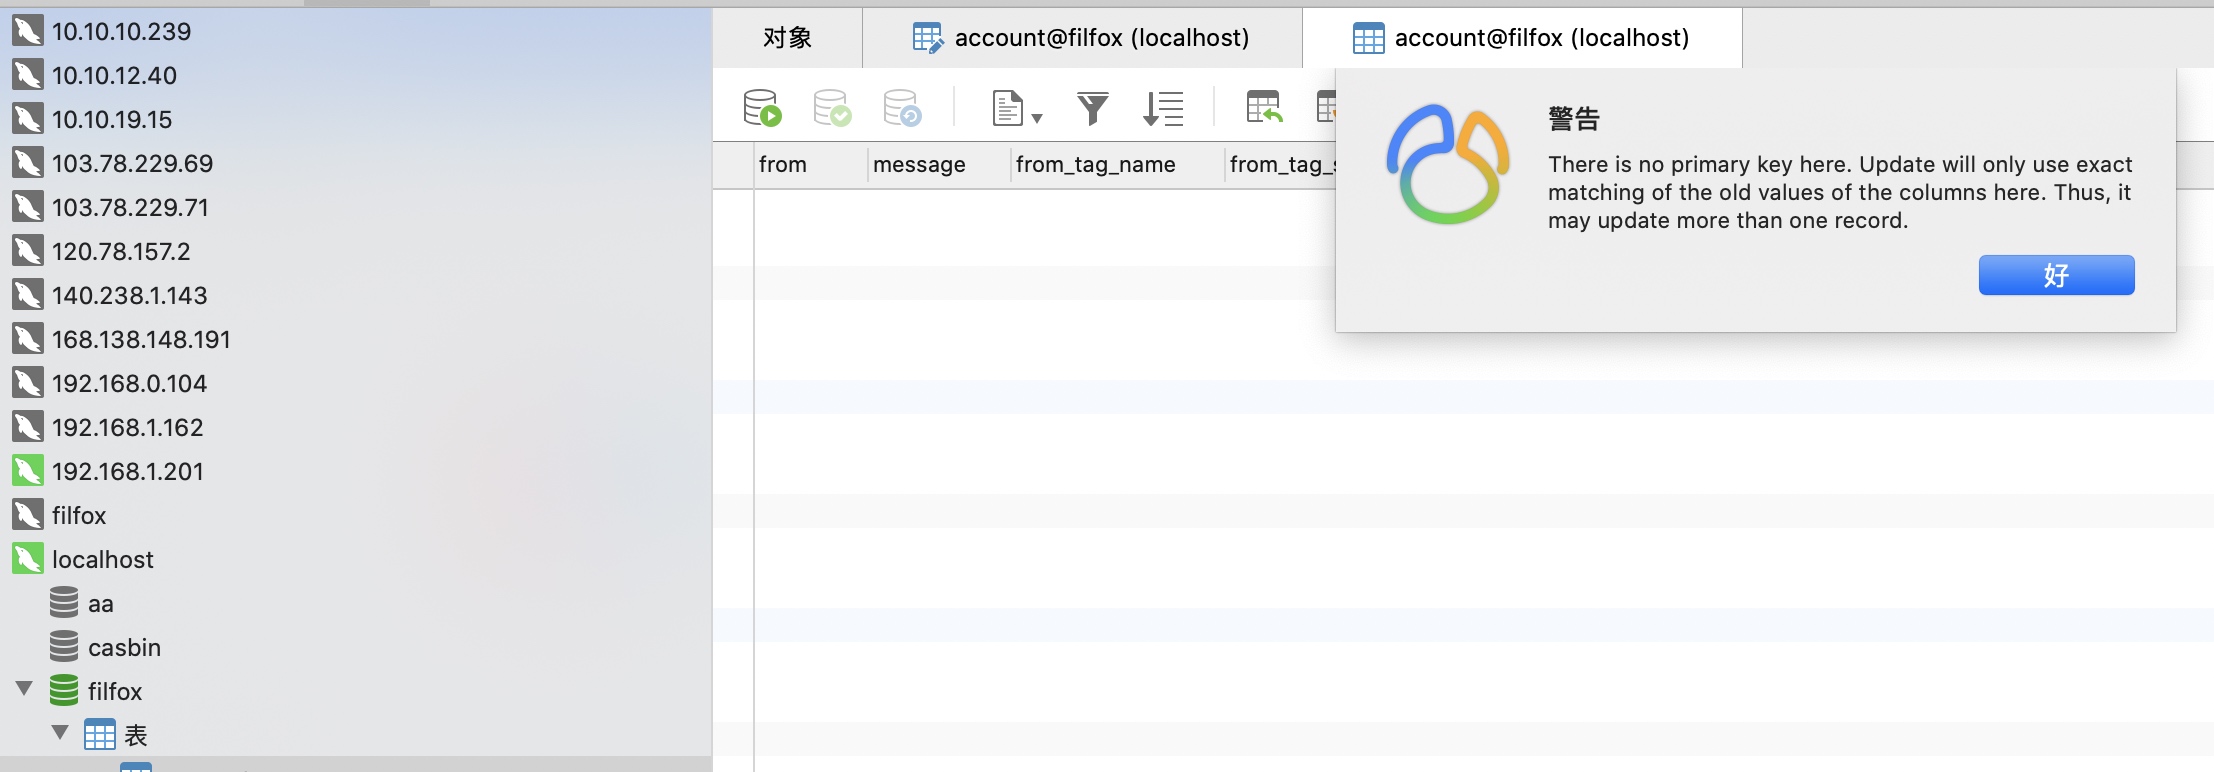 10.10.10.239
10.10.12.40
10.10.19.15
103.78.229.69
103.78.229.71
120.78.157.2
140.238.1.143
168.138.148.191
192.168.0.104
192.168.1.162
192.168.1.201
filfox
localhost
aa
casbin
filfox
表
对象
account@filfox (localhost)
account@filfox (localhost)
from
message
from_tag_name
from_tag_s
警告
There is no primary key here. Update will only use exact
matching of the old values of the columns here. Thus, it
may update more than one record.
好